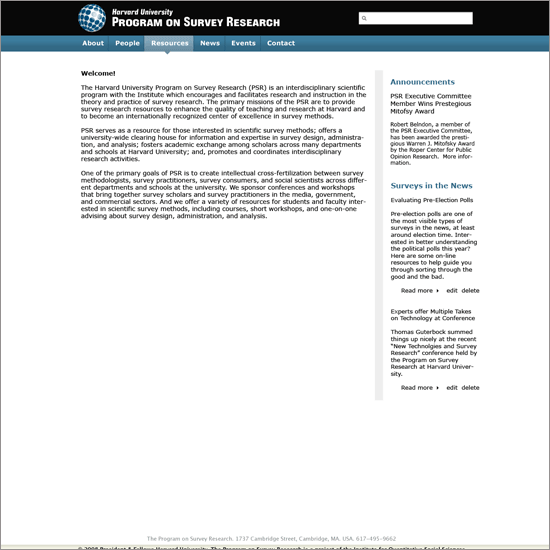 Harvard University
PROGRAM ON SURVEY RESEARCH
About People Resources News Events Contact
Welcome!
The Harvard University Program on Survey Research (PSR) is an interdisciplinary scientific
program with the Institute which encourages and facilitates research and instruction in the
theory and practice of survey research. The primary missions of the PSR are to provide
survey research resources to enhance the quality of teaching and research at Harvard and
to become an internationally recognized center of excellence in survey methods.
PSR serves as a resource for those interested in scientific survey methods; offers a
university-wide clearing house for information and expertise in survey design, administra-
tion, and analysis; fosters academic exchange among scholars across many departments
and schools at Harvard University; and, promotes and coordinates interdisciplinary
research activities.
One of the primary goals of PSR is to create intellectual cross-fertilization between survey
methodologists, survey practitioners, survey consumers, and social scientists across differ-
ent departments and schools at the university. We sponsor conferences and workshops
that bring together survey scholars and survey practitioners in the media, government,
and commercial sectors. And we offer a variety of resources for students and faculty inter-
ested in scientific survey methods, including courses, short workshops, and one-on-one
advising about survey design, administration, and analysis.
Announcements
PSR Executive Committee
Member Wins Prestegious
Mitofsy Award
Robert Belndon, a member of
the PSR Executive Committee,
has been awarded the presti-
gious Warren J. Mitofsky Award
by the Roper Center for Public
Opinion Research. More infor-
mation.
Surveys in the News
Evaluating Pre-Election Polls
Pre-election polls are one of
the most visible types of
surveys in the news, at least
around election time. Inter-
ested in better understanding
the political polls this year?
Here are some on-line
resources to help guide you
through sorting through the
good and the bad.
Read more edit delete
Experts offer Multiple Takes
on Technology at Conference
Thomas Guterbock summed
things up nicely at the recent
"New Technolgies and Survey
Research" conference held by
the Program on Survey
Research at Harvard Univer-
sity.
Read more edit delete
The Program on Survey Research. 1737 Cambridge Street, Cambridge, MA. USA. 617-495-9662
© 2008 President & Fellows Harvard University. The Program on Survey Research is a project of the Institute for Quantitative Social Sciences